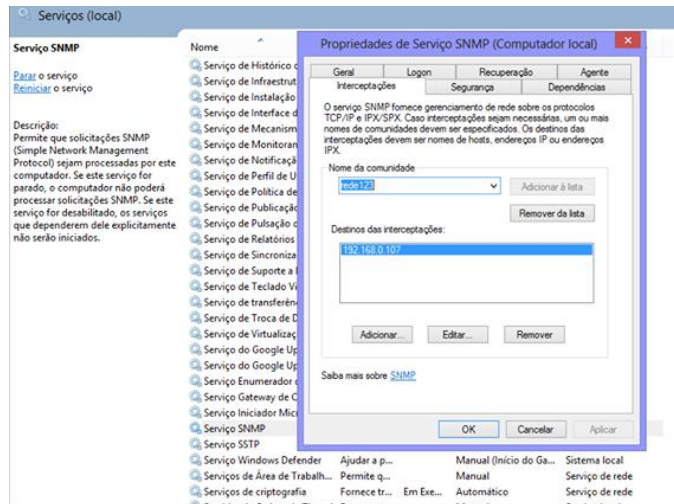 Serviços (local)
Serviço SNMP
Parar o serviço
Reiniciar o serviço
Descrição:
Permite que solicitações SNMP
(Simple Network Management
Protocol) sejam processadas por este
computador. Se este serviço for
parado, o computador não poderá
processar solicitações SNMP. Se este
serviço for desabilitado, os serviços
que dependerem dele explicitamente
não serão iniciados.
Nome
Serviço de Histórico d
Serviço de Infraestrut
Serviço de Instalação
Serviço de Interface d
Serviço de Mecanism
Serviço de Monitoran
Serviço de Notificaçã
Serviço de Perfil de U
Serviço de Política de
Serviço de Publicação
Serviço de Pulsação d
Serviço de Relatórios
Serviço de Sincroniza
Serviço de Suporte a
Serviço de Teclado Vi
Serviço de transferên
Serviço de Troca de D
Serviço de Virtualizaç
Serviço do Google Up
Serviço do Google Up
Serviço Enumerador
Serviço Gateway de C
Serviço Iniciador Micr
Serviço SNMP
Serviço SSTP
Serviço Windows Defender Ajudar a p... Manual (Início do Ga... Sistema local
Serviços de Área de Trabalh... Permite q... Manual Serviço de rede
Serviços de criptografia Fornece tr... Em Exe... Automático Serviço de rede
Propriedades de Serviço SNMP (Computador local)
Geral Logon Recuperação Agente
Interceptações Segurança Dependências
O serviço SNMP fornece gerenciamento de rede sobre os protocolos
TCP/IP e IPX/SPX. Caso interceptações sejam necessárias, um ou mais
nomes de comunidades devem ser especificados. Os destinos das
interceptações devem ser nomes de hosts, endereços IP ou endereços
IPX.
Nome da comunidade
rede123
Adicionar à lista
Remover da lista
Destinos das interceptações:
192.168.0.107
Adicionar... Editar... Remover
Saiba mais sobre SNMP
OK Cancelar Aplicar